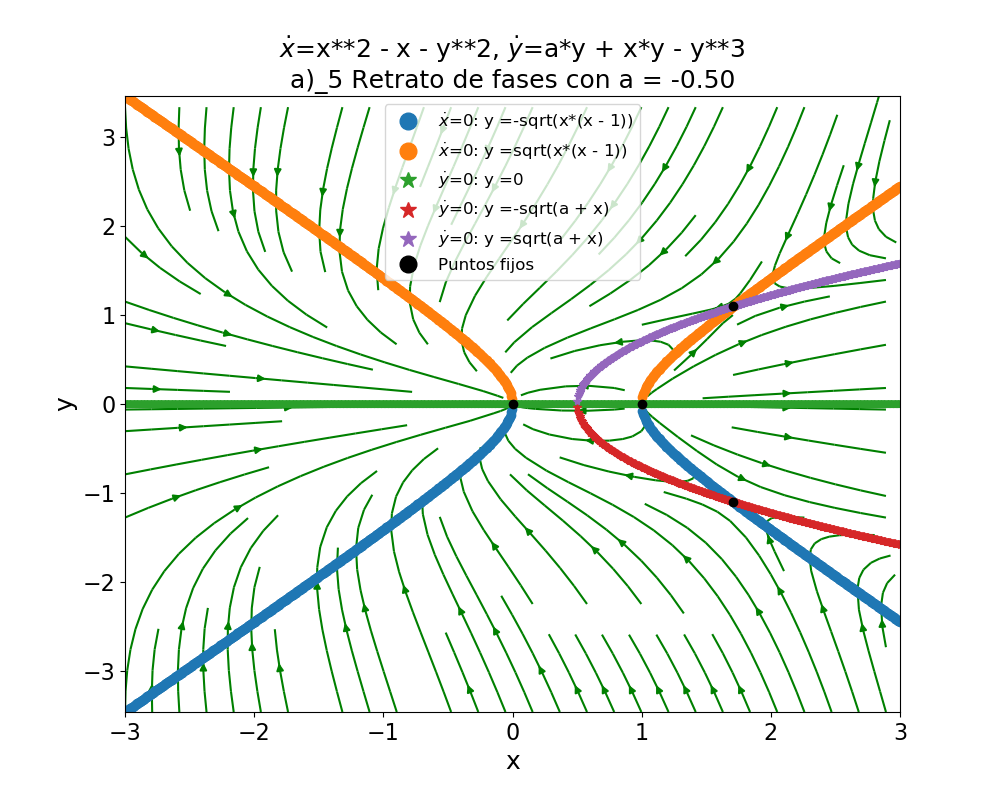 ẋ=x**2 - x - y**2, ẏ=a*y + x*y - y**3
a)_5 Retrato de fases con a = -0.50
ẋ=0: y =-sqrt(x*(x - 1))
ẋ=0: y =sqrt(x*(x - 1))
ẏ=0: y =0
ẏ=0: y =-sqrt(a + x)
ẏ=0: y =sqrt(a + x)
Puntos fijos
3
2
1
0
−1
−2
−3
y
−3
−2
−1
0
1
2
3
x